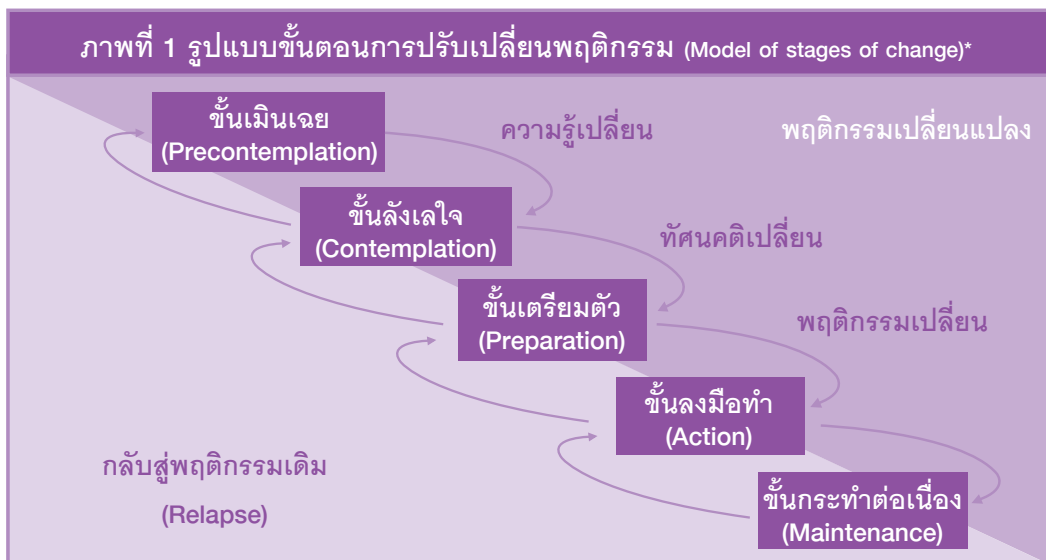 ภาพที่ 1 รูปแบบขั้นตอนการปรับเปลี่ยนพฤติกรรม (Model of stages of change)*
ขั้นเมินเฉย
(Precontemplation)
ความรู้เปลี่ยน
พฤติกรรมเปลี่ยนแปลง
ขั้นลังเลใจ
(Contemplation)
ทัศนคติเปลี่ยน
ขั้นเตรียมตัว
(Preparation)
พฤติกรรมเปลี่ยน
ขั้นลงมือทำ
(Action)
กลับสู่พฤติกรรมเดิม
(Relapse)
ขั้นกระทำต่อเนื่อง
(Maintenance)